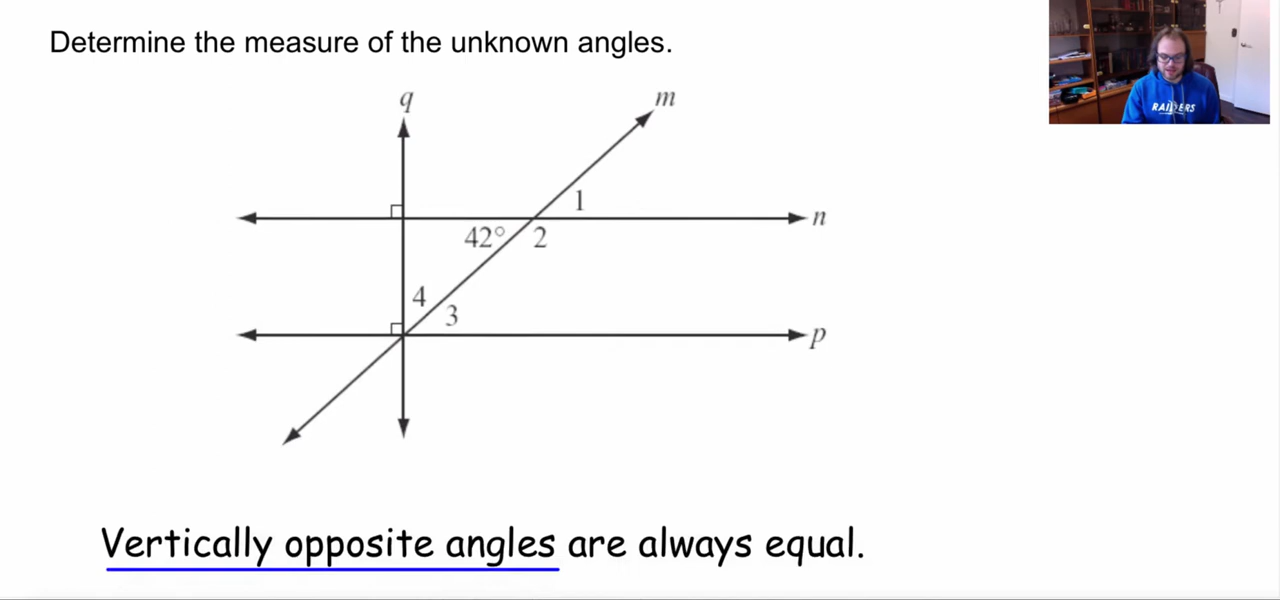 Determine the measure of the unknown angles.
q
m
1
n
42°
2
4
3
p
RAIDERS
Vertically opposite angles are always equal.